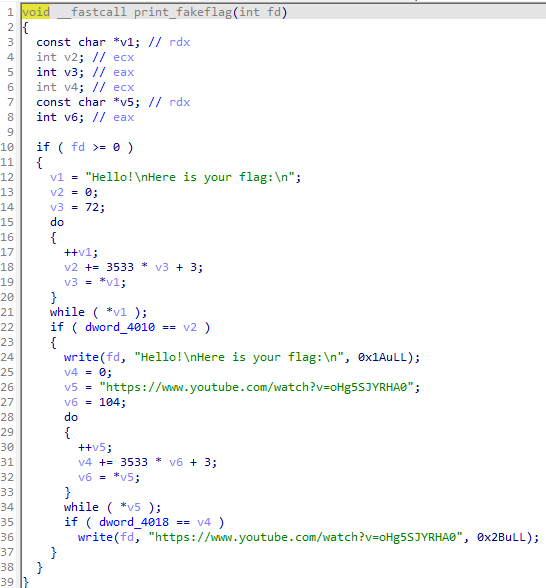 1 void __fastcall print_fakeflag(int fd)
2 {
3 const char *v1; // rdx
4 int v2; // ecx
5 int v3; // eax
6 int v4; // ecx
7 const char *v5; // rdx
8 int v6; // eax
9
10 if ( fd >= 0 )
11 {
12 v1 = "Hello!\nHere is your flag:\n";
13 v2 = 0;
14 v3 = 72;
15 do
16 {
17 ++v1;
18 v2 += 3533 * v3 + 3;
19 v3 = *v1;
20 }
21 while ( *v1 );
22 if ( dword_4010 == v2 )
23 {
24 write(fd, "Hello!\nHere is your flag:\n", 0x1AuLL);
25 v4 = 0;
26 v5 = "https://www.youtube.com/watch?v=oHg5SJYRHA0";
27 v6 = 104;
28 do
29 {
30 ++v5;
31 v4 += 3533 * v6 + 3;
32 v6 = *v5;
33 }
34 while ( *v5 );
35 if ( dword_4018 == v4 )
36 write(fd, "https://www.youtube.com/watch?v=oHg5SJYRHA0", 0x2BuLL);
37 }
38 }
39 }